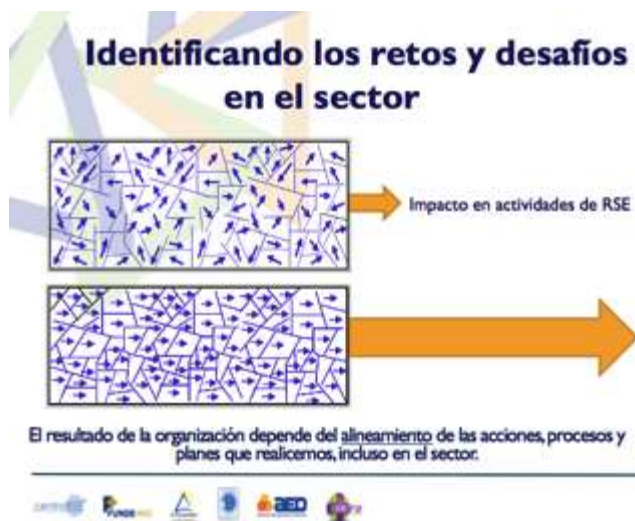 Identificando los retos y desafíos
en el sector
Impacto en actividades de RSE
El resultado de la organización depende del alineamiento de las acciones, procesos y
planes que realicemos, incluso en el sector.
AED